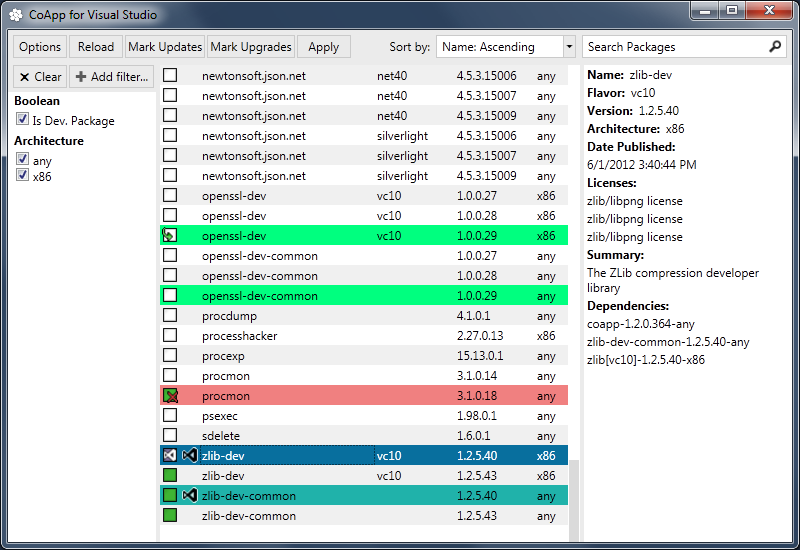 CoApp for Visual Studio
Options Reload Mark Updates Mark Upgrades Apply Sort by: Name: Ascending Search Packages
Clear Add filter...
Boolean
Is Dev. Package
Architecture
any
x86
newtonsoft.json.net net40 4.5.3.15006 any
newtonsoft.json.net net40 4.5.3.15007 any
newtonsoft.json.net net40 4.5.3.15009 any
newtonsoft.json.net silverlight 4.5.3.15006 any
newtonsoft.json.net silverlight 4.5.3.15007 any
newtonsoft.json.net silverlight 4.5.3.15009 any
openssl-dev vc10 1.0.0.27 x86
openssl-dev vc10 1.0.0.28 x86
openssl-dev vc10 1.0.0.29 x86
openssl-dev-common 1.0.0.27 any
openssl-dev-common 1.0.0.28 any
openssl-dev-common 1.0.0.29 any
procdump 4.1.0.1 any
processhacker 2.27.0.13 x86
procexp 15.13.0.1 any
procmon 3.1.0.14 any
procmon 3.1.0.18 any
psexec 1.98.0.1 any
sdelete 1.6.0.1 any
zlib-dev vc10 1.2.5.40 x86
zlib-dev vc10 1.2.5.43 x86
zlib-dev-common 1.2.5.40 any
zlib-dev-common 1.2.5.43 any
Name: zlib-dev
Flavor: vc10
Version: 1.2.5.40
Architecture: x86
Date Published:
6/1/2012 3:40:44 PM
Licenses:
zlib/libpng license
zlib/libpng license
zlib/libpng license
Summary:
The ZLib compression developer
library
Dependencies:
coapp-1.2.0.364-any
zlib-dev-common-1.2.5.40-any
zlib[vc10]-1.2.5.40-x86